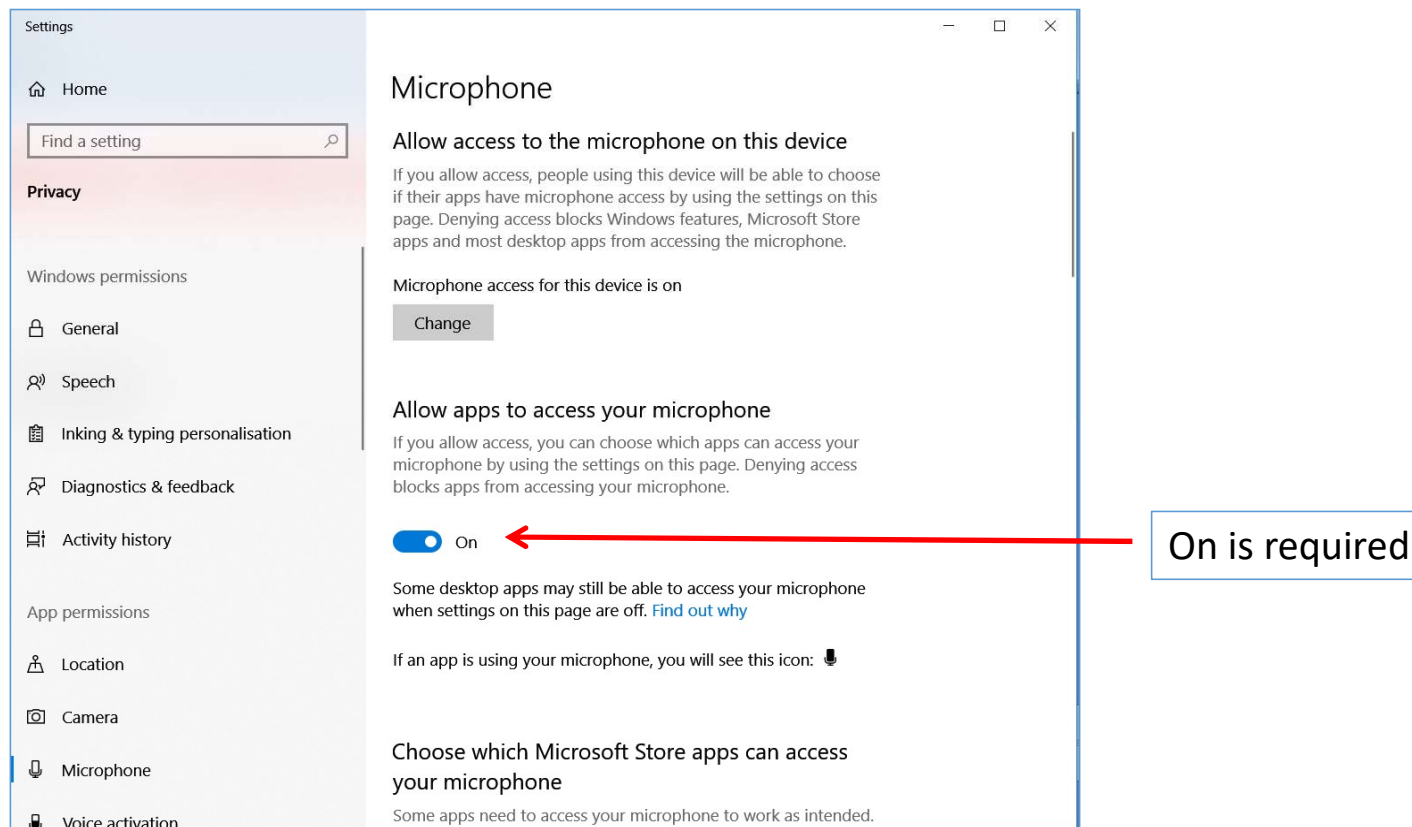 Settings
Home
Find a setting
Privacy
Windows permissions
General
Speech
Inking & typing personalisation
Diagnostics & feedback
Activity history
App permissions
Location
Camera
Microphone
Voice activation
Microphone
Allow access to the microphone on this device
If you allow access, people using this device will be able to choose
if their apps have microphone access by using the settings on this
page. Denying access blocks Windows features, Microsoft Store
apps and most desktop apps from accessing the microphone.
Microphone access for this device is on
Change
Allow apps to access your microphone
If you allow access, you can choose which apps can access your
microphone by using the settings on this page. Denying access
blocks apps from accessing your microphone.
On
Some desktop apps may still be able to access your microphone
when settings on this page are off. Find out why
If an app is using your microphone, you will see this icon:
Choose which Microsoft Store apps can access
your microphone
Some apps need to access your microphone to work as intended.
On is required